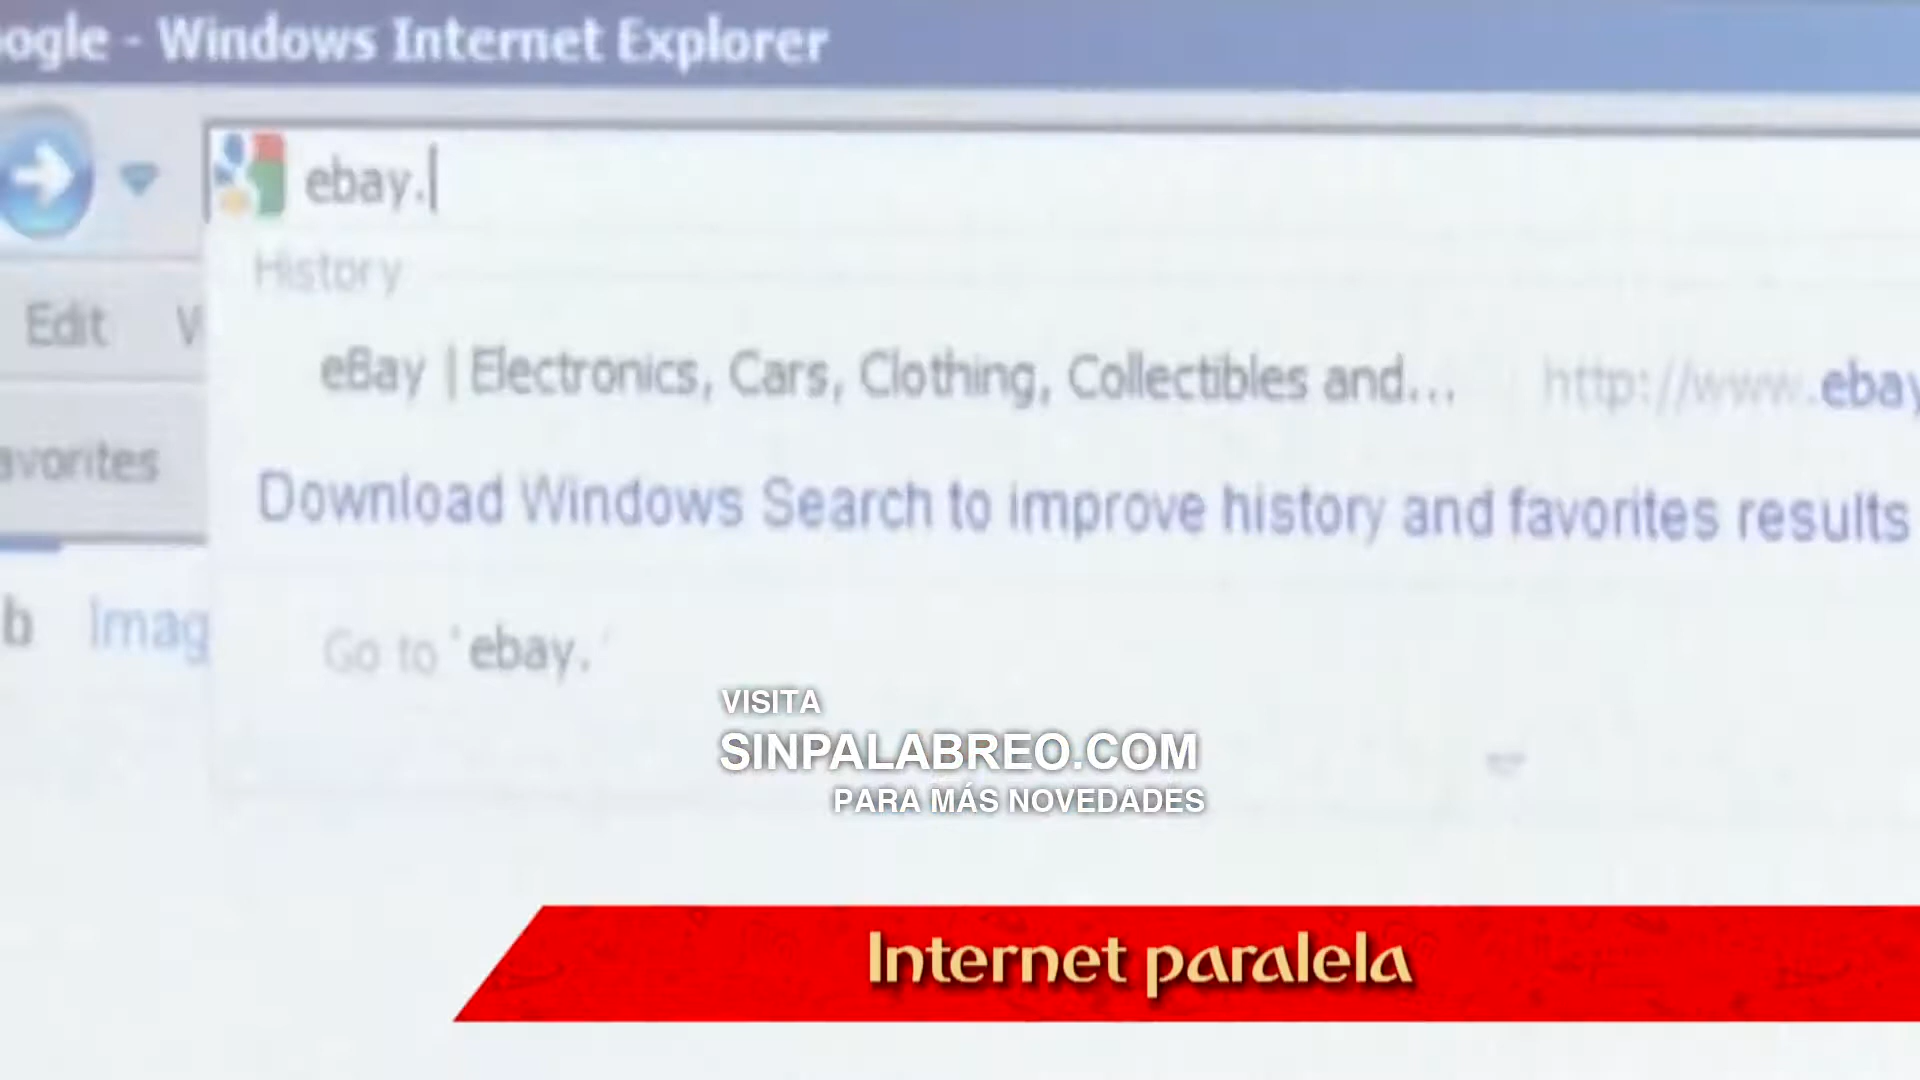 ogle - Windows Internet Explorer
ebay.
History
Edit
eBay | Electronics, Cars, Clothing, Collectibles and...
http://www.ebay
avorites
Download Windows Search to improve history and favorites results
b Imag
Go to 'ebay.'
VISITA
SINPALABREO.COM
PARA MÁS NOVEDADES
Internet paralela